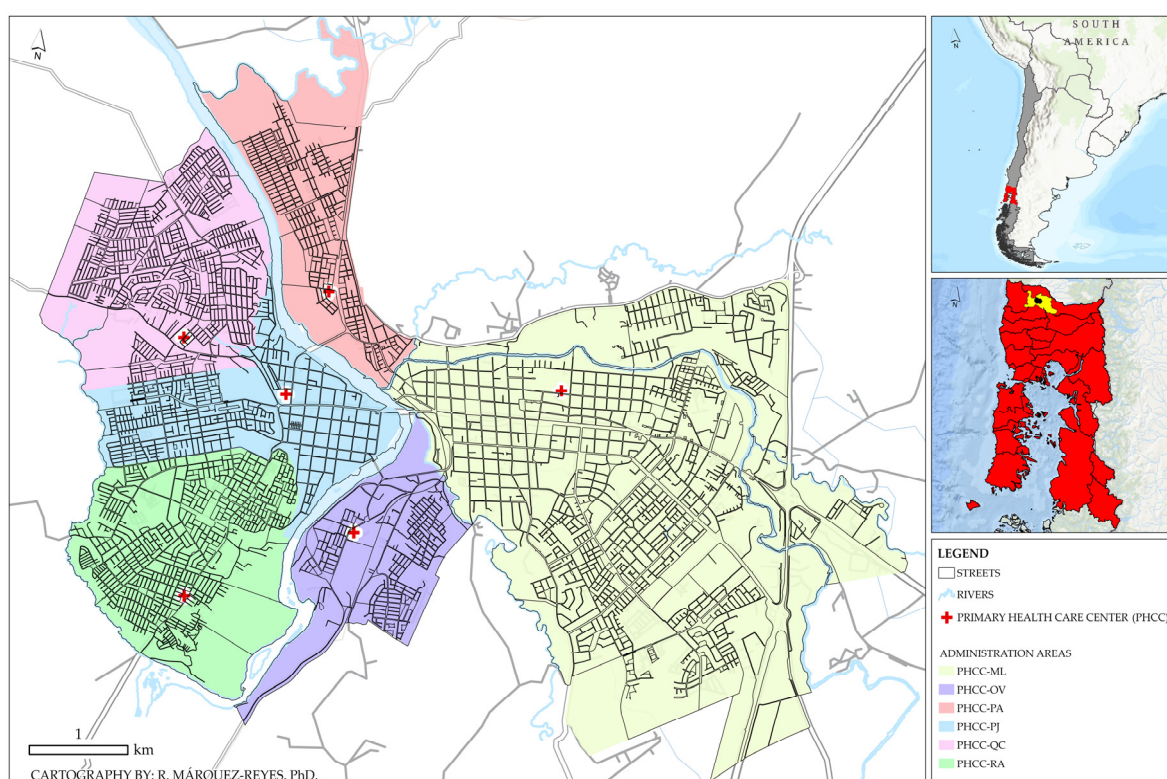 N
1
km
CARTOGRAPHY BY: R. MÁRQUEZ-REYES, PhD.
N
SOUTH
AMERICA
N
LEGEND
STREETS
RIVERS
PRIMARY HEALTH CARE CENTER (PHCC)
ADMINISTRATION AREAS
PHCC-ML
PHCC-OV
PHCC-PA
PHCC-PJ
PHCC-QC
PHCC-RA